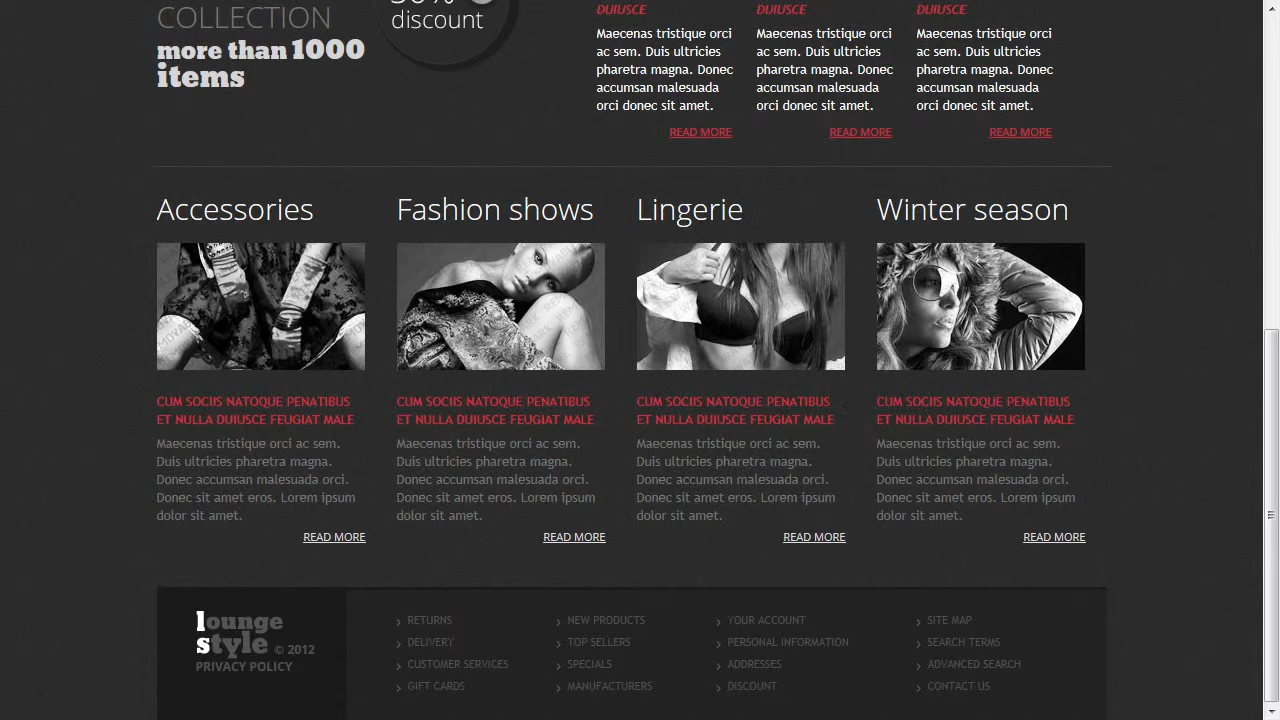 COLLECTION
more than 1000
items
discount
DUIUSCE
Maecenas tristique orci
ac sem. Duis ultricies
pharetra magna. Donec
accumsan malesuada
orci donec sit amet.
READ MORE
DUIUSCE
Maecenas tristique orci
ac sem. Duis ultricies
pharetra magna. Donec
accumsan malesuada
orci donec sit amet.
READ MORE
DUIUSCE
Maecenas tristique orci
ac sem. Duis ultricies
pharetra magna. Donec
accumsan malesuada
orci donec sit amet.
READ MORE
Accessories
CUM SOCIIS NATOQUE PENATIBUS
ET NULLA DUIUSCE FEUGIAT MALE
Maecenas tristique orci ac sem.
Duis ultricies pharetra magna.
Donec accumsan malesuada orci.
Donec sit amet eros. Lorem ipsum
dolor sit amet.
READ MORE
Fashion shows
CUM SOCIIS NATOQUE PENATIBUS
ET NULLA DUIUSCE FEUGIAT MALE
Maecenas tristique orci ac sem.
Duis ultricies pharetra magna.
Donec accumsan malesuada orci.
Donec sit amet eros. Lorem ipsum
dolor sit amet.
READ MORE
Lingerie
CUM SOCIIS NATOQUE PENATIBUS
ET NULLA DUIUSCE FEUGIAT MALE
Maecenas tristique orci ac sem.
Duis ultricies pharetra magna.
Donec accumsan malesuada orci.
Donec sit amet eros. Lorem ipsum
dolor sit amet.
READ MORE
Winter season
CUM SOCIIS NATOQUE PENATIBUS
ET NULLA DUIUSCE FEUGIAT MALE
Maecenas tristique orci ac sem.
Duis ultricies pharetra magna.
Donec accumsan malesuada orci.
Donec sit amet eros. Lorem ipsum
dolor sit amet.
READ MORE
lounge
style © 2012
PRIVACY POLICY
RETURNS
DELIVERY
CUSTOMER SERVICES
GIFT CARDS
NEW PRODUCTS
TOP SELLERS
SPECIALS
MANUFACTURERS
YOUR ACCOUNT
PERSONAL INFORMATION
ADDRESSES
DISCOUNT
SITE MAP
SEARCH TERMS
ADVANCED SEARCH
CONTACT US